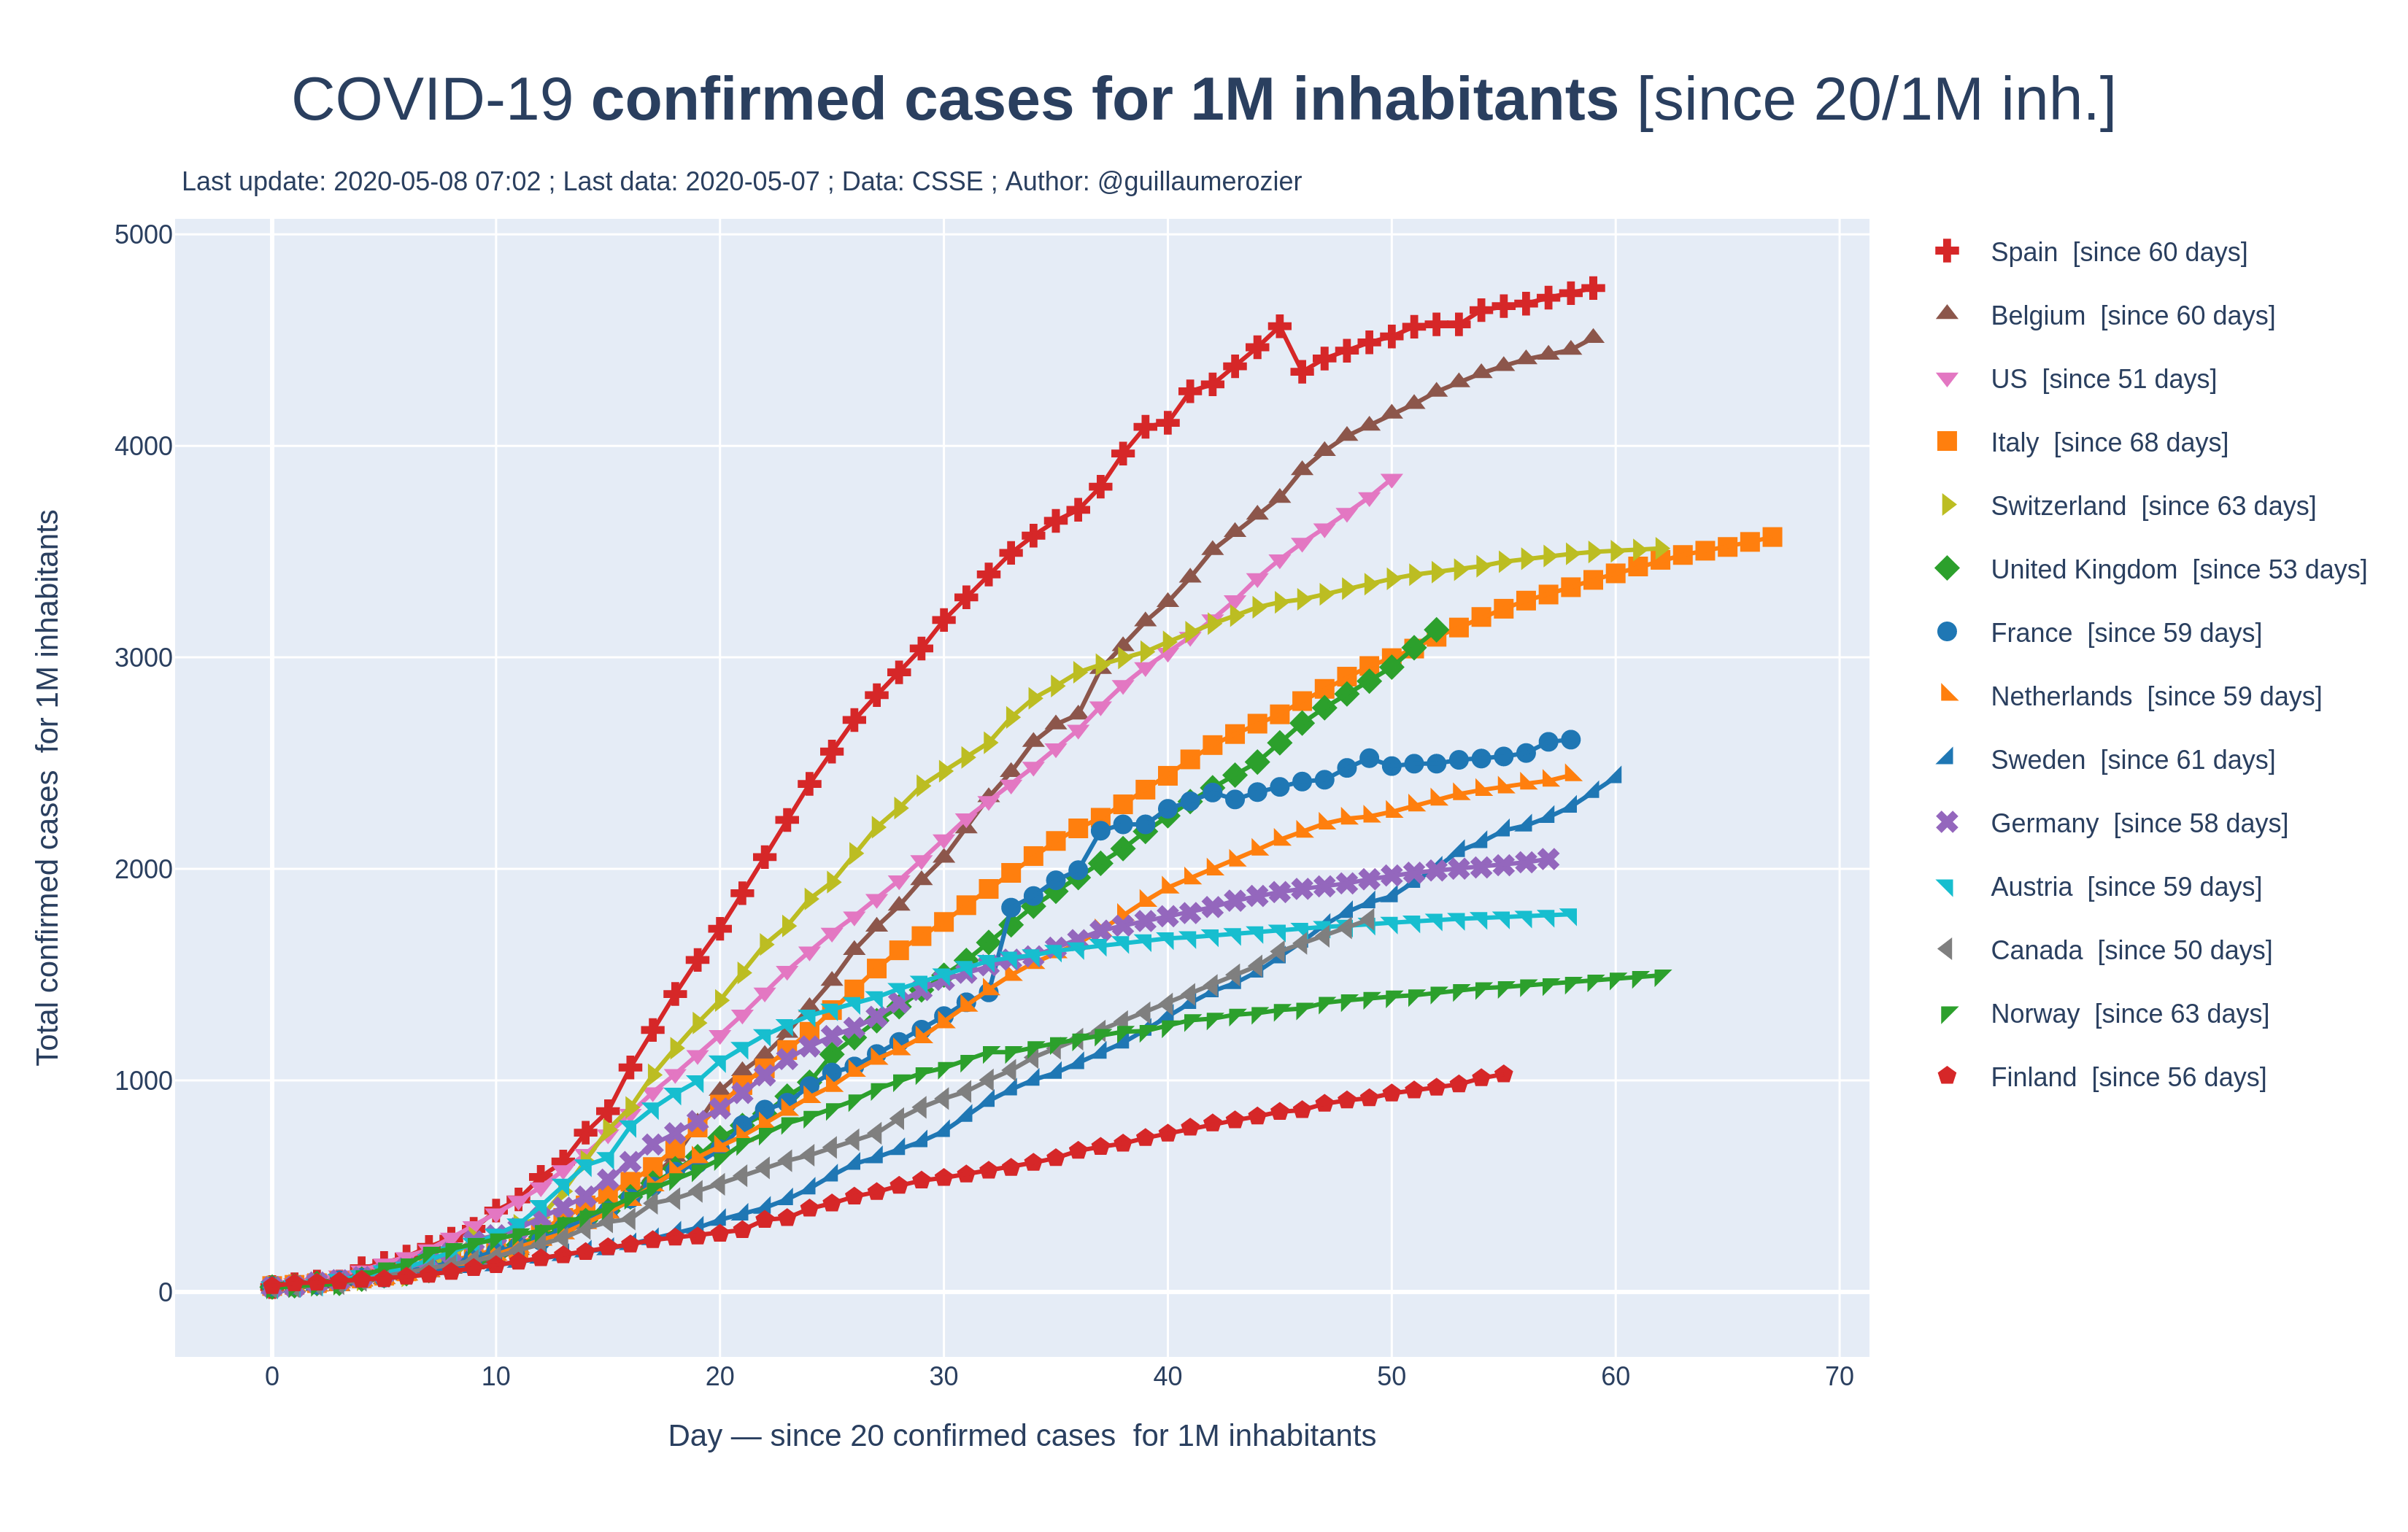 COVID-19 confirmed cases for 1M inhabitants [since 20/1M inh.]
Last update: 2020-05-08 07:02 ; Last data: 2020-05-07 ; Data: CSSE ; Author: @guillaumerozier
Total confirmed cases for 1M inhabitants
5000
4000
3000
2000
1000
0
0 10 20 30 40 50 60 70
Day — since 20 confirmed cases for 1M inhabitants
Spain [since 60 days]
Belgium [since 60 days]
US [since 51 days]
Italy [since 68 days]
Switzerland [since 63 days]
United Kingdom [since 53 days]
France [since 59 days]
Netherlands [since 59 days]
Sweden [since 61 days]
Germany [since 58 days]
Austria [since 59 days]
Canada [since 50 days]
Norway [since 63 days]
Finland [since 56 days]